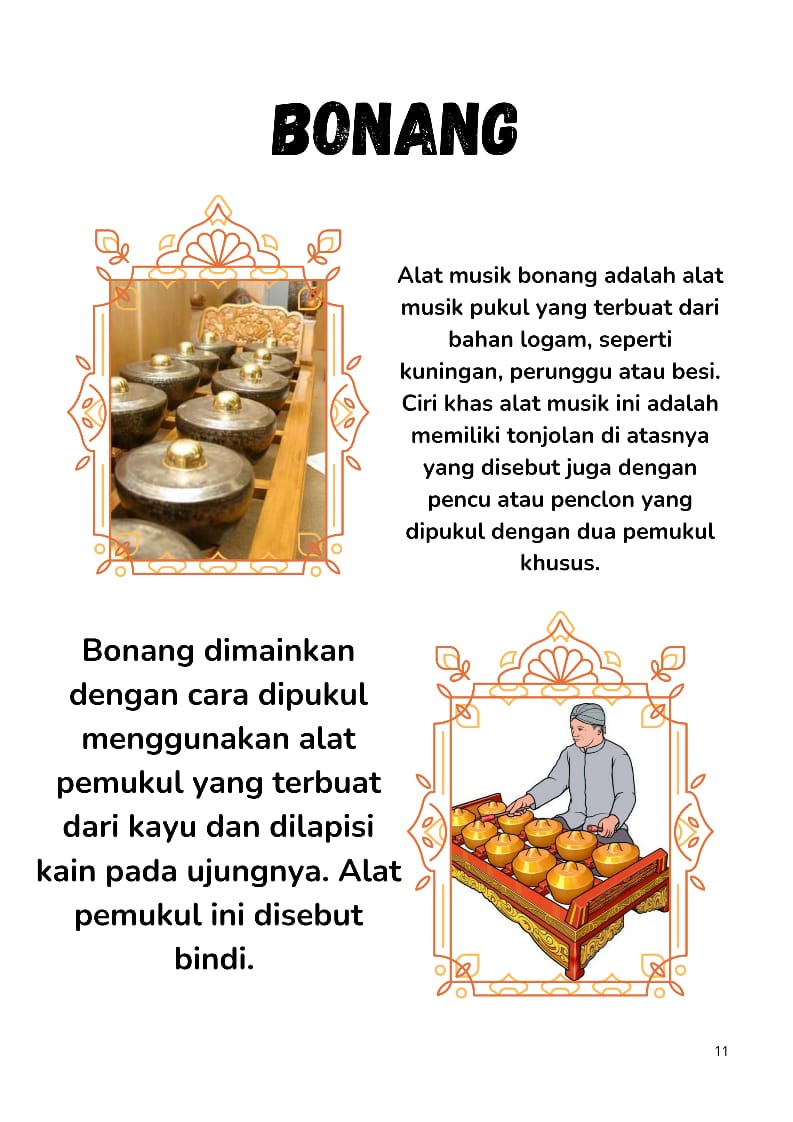 BONANG
Alat musik bonang adalah alat
musik pukul yang terbuat dari
bahan logam, seperti
kuningan, perunggu atau besi.
Ciri khas alat musik ini adalah
memiliki tonjolan di atasnya
yang disebut juga dengan
pencu atau penclon yang
dipukul dengan dua pemukul
khusus.
Bonang dimainkan
dengan cara dipukul
menggunakan alat
pemukul yang terbuat
dari kayu dan dilapisi
kain pada ujungnya. Alat
pemukul ini disebut
bindi.
11